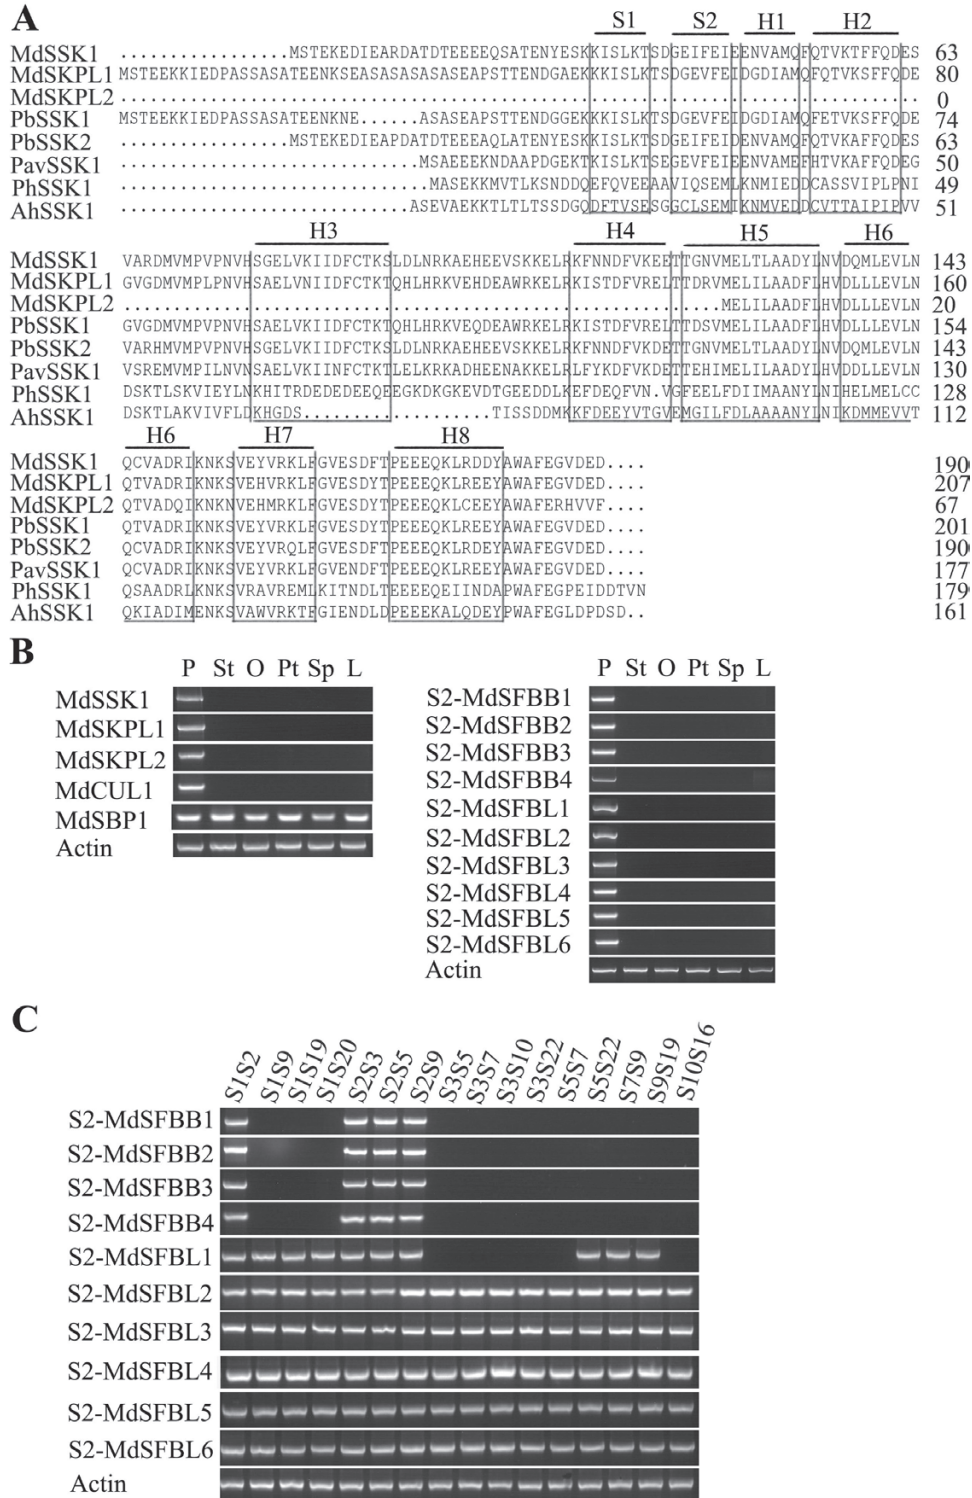 A
S1 S2 H1 H2
MdSSK1 .................MSTEKEDIEARDATDTEEEEQSATENYESKKISLKTSDGEIFEIEENVAMQFQTVKTFFQDES 63
MdSKPL1 MSTEEKKIEDPASSASATEENKSEASASASASASASEAPSTTENDGAEKKKISLKTSDGEVFEIDGDIAMQFQTVKSFFQDE 80
MdSKPL2 ................................................................................ 0
PbSSK1 MSTEEKKIEDPASSASATEENKNE......ASASEAPSTTENDGGEKKKISLKTSDGEVFEIDGDIAMQFETVKSFFQDE 74
PbSSK2 .................MSTEKEDIEAPDATDTEEEAQLATENYESKKISLKTSDGEVFEIDENVAMQFQTVKAFFQDES 63
PavSSK1 ..............................MSAEEEKNDAAPDGEKTKISLKTSEGEVFEIEENVAMEFHTVKAFFQDEG 50
PhSSK1 ...............................MASEKKMVTLKSNDDQEFQVEEAAVIQSEMLKNMIEDDCASSVIPLPNI 49
AhSSK1 .............................ASEVAEKKTLTLTSSDGQDFTVSESGGCLSEMIKNMVEDDCVTTAIPIPVV 51
H3 H4 H5 H6
MdSSK1 VARDMVMPVPNVHSGELVKIIDFCTKSLDLNRKAEHEEVSKKELRKFNNDFVKEETTGNVMELTLAADYLNVDQMLEVLN 143
MdSKPL1 GVGDMVMPLPNVHSAELVNIIDFCTKTQHLHRKVEHDEAWRKELRKISTDFVRELTTDRVMELILAADFLHVDLLLEVLN 160
MdSKPL2 ............................................................MELILAADFLHVDLLLEVLN 20
PbSSK1 GVGDMVMPVPNVHSAELVKIIDFCTKTQHLHRKVEQDEAWRKELRKISTDFVRELTTDSVMELILAADFLHVDLLLEVLN 154
PbSSK2 VARHMVMPVPNVHSGELVKIIDFCTKSLDLNRKAEHEEVSKKELRKFNNDFVKDETTGNVMELTLAADYLNVDQMLEVLN 143
PavSSK1 VSREMVMPILNVHSAELVKIINFCTKTLELKRKADHEENAKKELRLFYKDFVKDETTGNIMELILAADYLNVDNLLEVLN 130
PhSSK1 DSKTLSKVIEYLNKHITRDEDEDEEQEEGKDKGKEVDTGEEDDLKEFDEQFVN.VGFEELFDIIMAANYLNIHELMELCC 128
AhSSK1 DSKTLAKVIVFLDKHGDS...................TISSDDMKKFDEEYVTGVEMGILFDLAAAANYLNIKDMMEVVT 112
H6 H7 H8
MdSSK1 QCVADRIKNKSVEYVRKLFGVESDFTPEEEQKLRDDYAWAFEGVDED.... 190
MdSKPL1 QTVADRIKNKSVEHVRKLFGVESDYTPEEEQKLREEYAWAFEGVDED.... 207
MdSKPL2 QTVADQIKNKNVEHMRKLFGVESDYTPEEEQKLCEEYAWAFERHVVF.... 67
PbSSK1 QTVADRIKNKSVEYVRKLFGVESDYTPEEEQKLREEYAWAFEGVDED.... 201
PbSSK2 QCVADRIKNKSVEYVRQLFGVESDFTPEEEQKLRDEYAWAFEGVDED.... 190
PavSSK1 QCVADRIKNKSVEYVRKLFGVENDFTPEEEQKLRDEYAWAFEGVDED.... 177
PhSSK1 QSAADRLKNKSVRAVREMLKITNDLTEEEEQEIINDAPWAFEGPEIDDTVN 179
AhSSK1 QKIADIMENKSVAWVRKTFGIENDLDPEEEKALQDEYPWAFEGLDPDSD.. 161
B
P St O Pt Sp L
MdSSK1
MdSKPL1
MdSKPL2
MdCUL1
MdSBP1
Actin
P St O Pt Sp L
S2-MdSFBB1
S2-MdSFBB2
S2-MdSFBB3
S2-MdSFBB4
S2-MdSFBL1
S2-MdSFBL2
S2-MdSFBL3
S2-MdSFBL4
S2-MdSFBL5
S2-MdSFBL6
Actin
C
S1S2 S1S9 S1S19 S1S20 S2S3 S2S5 S2S9 S3S5 S3S7 S3S10 S3S22 S5S7 S5S22 S7S9 S9S19 S10S16
S2-MdSFBB1
S2-MdSFBB2
S2-MdSFBB3
S2-MdSFBB4
S2-MdSFBL1
S2-MdSFBL2
S2-MdSFBL3
S2-MdSFBL4
S2-MdSFBL5
S2-MdSFBL6
Actin